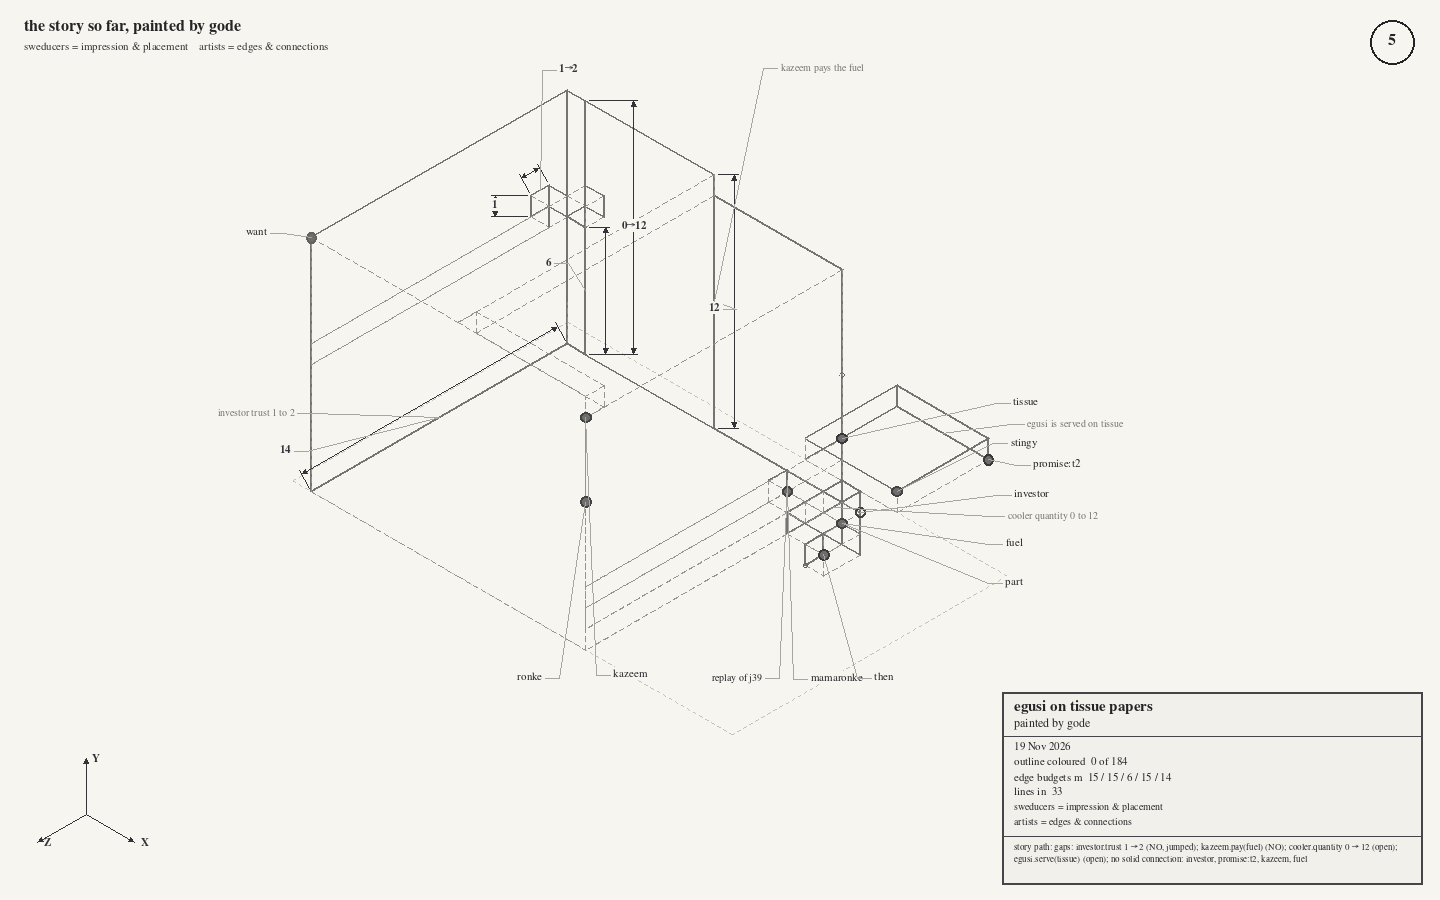 the story so far, painted by gode
sweducers = impression & placement    artists = edges & connections
5
1→2
kazeem pays the fuel
1
want
0→12
6
12
investor trust 1 to 2
14
tissue
egusi is served on tissue
stingy
promise:t2
investor
cooler quantity 0 to 12
fuel
part
ronke
kazeem
replay of j39
mamaronke
then
Y
Z
X
egusi on tissue papers
painted by gode
19 Nov 2026
outline coloured  0 of 184
edge budgets m  15 / 15 / 6 / 15 / 14
lines in  33
sweducers = impression & placement
artists = edges & connections
story path: gaps: investor.trust 1 → 2 (NO, jumped); kazeem.pay(fuel) (NO); cooler.quantity 0 → 12 (open);
egusi.serve(tissue) (open); no solid connection: investor, promise:t2, kazeem, fuel